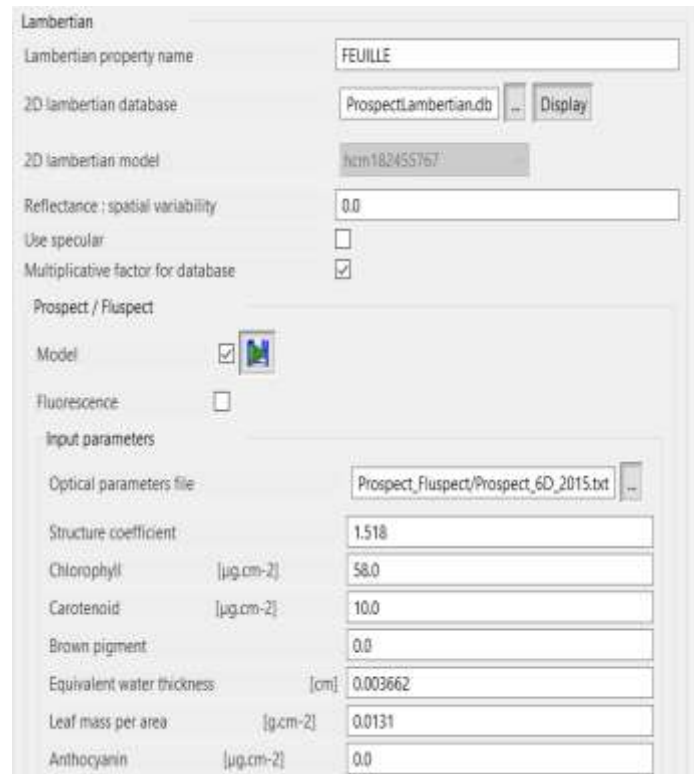 Lambertian
Lambertian property name FEUILLE
2D lambertian database ProspectLambertian.db ... Display
2D lambertian model hcm182455767
Reflectance : spatial variability 0.0
Use specular
Multiplicative factor for database
Prospect / Fluspect
Model
Fluorescence
Input parameters
Optical parameters file Prospect_Fluspect/Prospect_6D_2015.txt ...
Structure coefficient 1.518
Chlorophyll [µg.cm-2] 58.0
Carotenoid [µg.cm-2] 10.0
Brown pigment 0.0
Equivalent water thickness [cm] 0.003662
Leaf mass per area [g.cm-2] 0.0131
Anthocyanin [µg.cm-2] 0.0